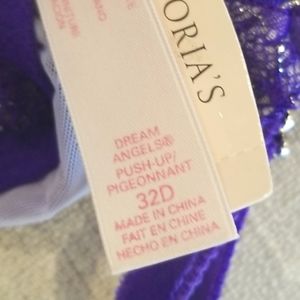 ORIA'S
DREAM
ANGELS®
PUSH-UP/
PIGEONNANT
32D
MADE IN CHINA
FAIT EN CHINE
HECHO EN CHINA